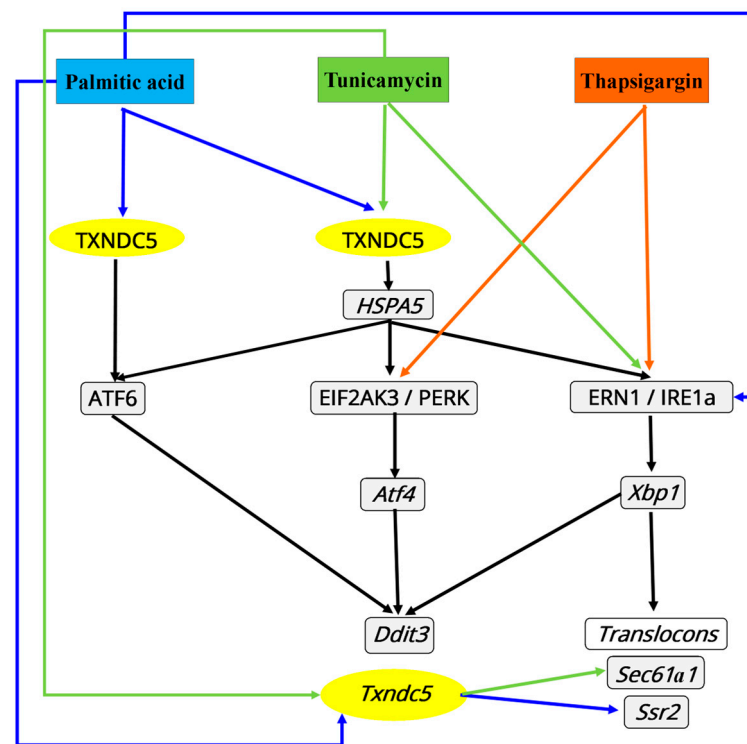 Palmitic acid
Tunicamycin
Thapsigargin
TXNDC5
TXNDC5
HSPA5
ATF6
EIF2AK3 / PERK
ERN1 / IRE1a
Atf4
Xbp1
Ddit3
Translocons
Sec61a1
Txndc5
Ssr2